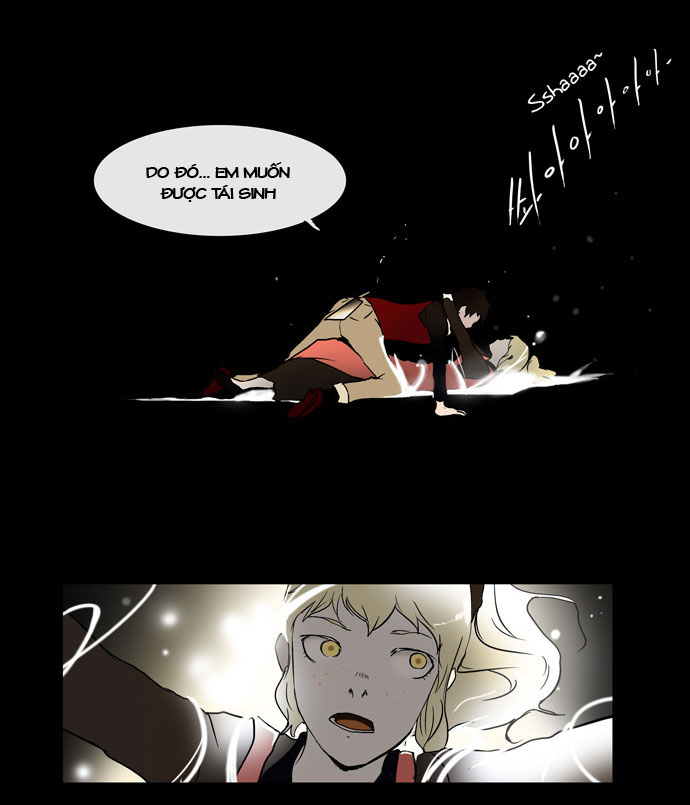 Sshaaaa~
쏴아아아아아-
DO ĐÓ... EM MUỐN
ĐƯỢC TÁI SINH